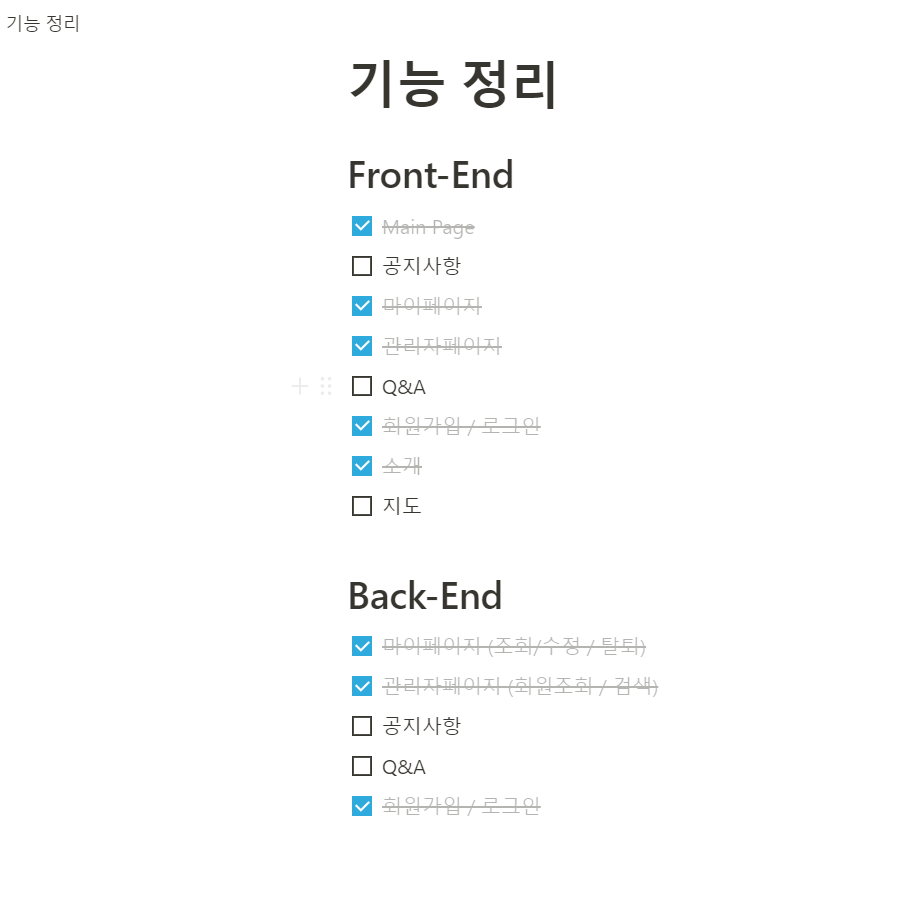 기능 정리
기능 정리
Front-End
Main Page
공지사항
마이페이지
관리자페이지
Q&A
회원가입 / 로그인
소개
지도
Back-End
마이페이지 (조회/수정 / 탈퇴)
관리자페이지 (회원조회 / 검색)
공지사항
Q&A
회원가입 / 로그인